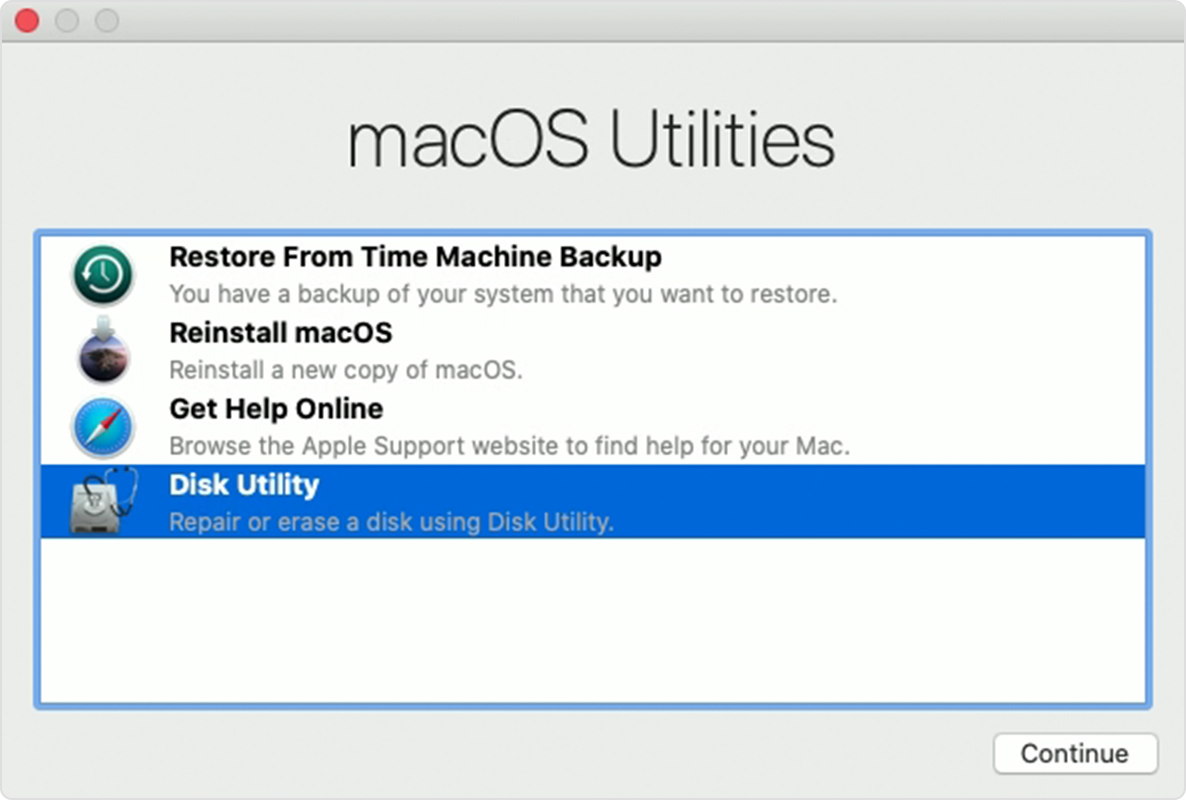 macOS Utilities
Restore From Time Machine Backup
You have a backup of your system that you want to restore.
Reinstall macOS
Reinstall a new copy of macOS.
Get Help Online
Browse the Apple Support website to find help for your Mac.
Disk Utility
Repair or erase a disk using Disk Utility.
Continue